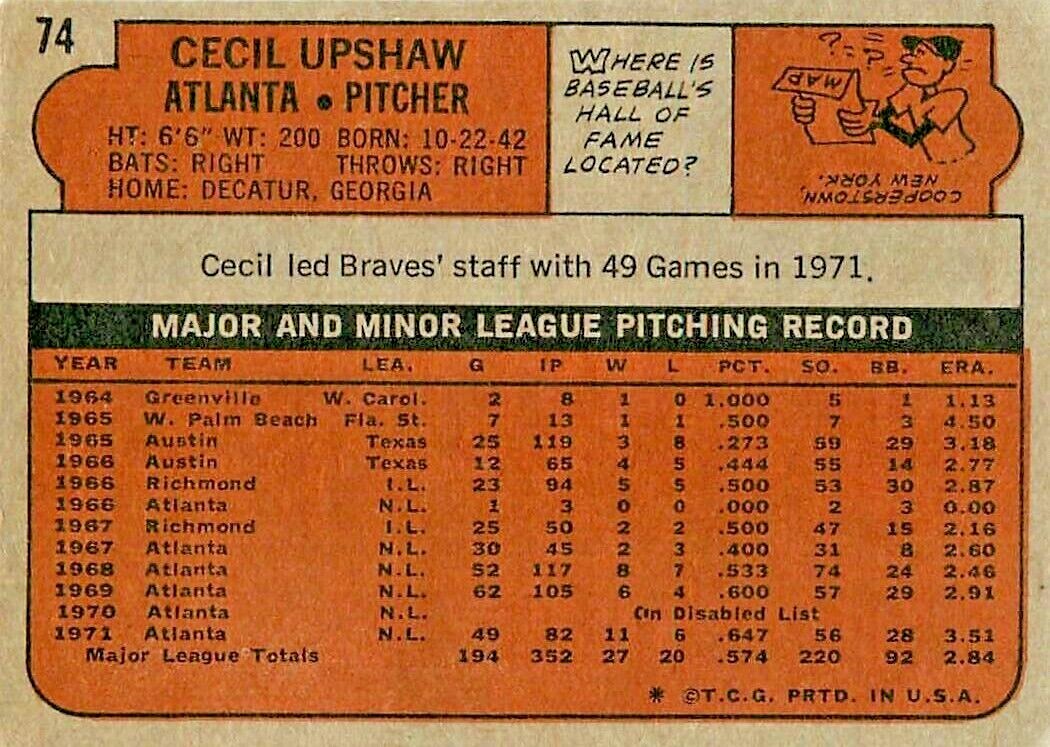 74
CECIL UPSHAW
ATLANTA • PITCHER
HT: 6'6" WT: 200 BORN: 10-22-42
BATS: RIGHT THROWS: RIGHT
HOME: DECATUR, GEORGIA
WHERE IS
BASEBALL'S
HALL OF
FAME
LOCATED?
? ? ?
MAP
COOPERSTOWN,
NEW YORK.
Cecil led Braves' staff with 49 Games in 1971.
MAJOR AND MINOR LEAGUE PITCHING RECORD
YEAR TEAM LEA. G IP W L PCT. SO. BB. ERA.
1964 Greenville W. Carol. 2 8 1 0 1.000 5 1 1.13
1965 W. Palm Beach Fla. St. 7 13 1 1 .500 7 3 4.50
1965 Austin Texas 25 119 3 8 .273 59 29 3.18
1966 Austin Texas 12 65 4 5 .444 55 14 2.77
1966 Richmond I.L. 23 94 5 5 .500 53 30 2.87
1966 Atlanta N.L. 1 3 0 0 .000 2 3 0.00
1967 Richmond I.L. 25 50 2 2 .500 47 15 2.16
1967 Atlanta N.L. 30 45 2 3 .400 31 8 2.60
1968 Atlanta N.L. 52 117 8 7 .533 74 24 2.46
1969 Atlanta N.L. 62 105 6 4 .600 57 29 2.91
1970 Atlanta N.L. On Disabled List
1971 Atlanta N.L. 49 82 11 6 .647 56 28 3.51
Major League Totals 194 352 27 20 .574 220 92 2.84
* ©T.C.G. PRTD. IN U.S.A.